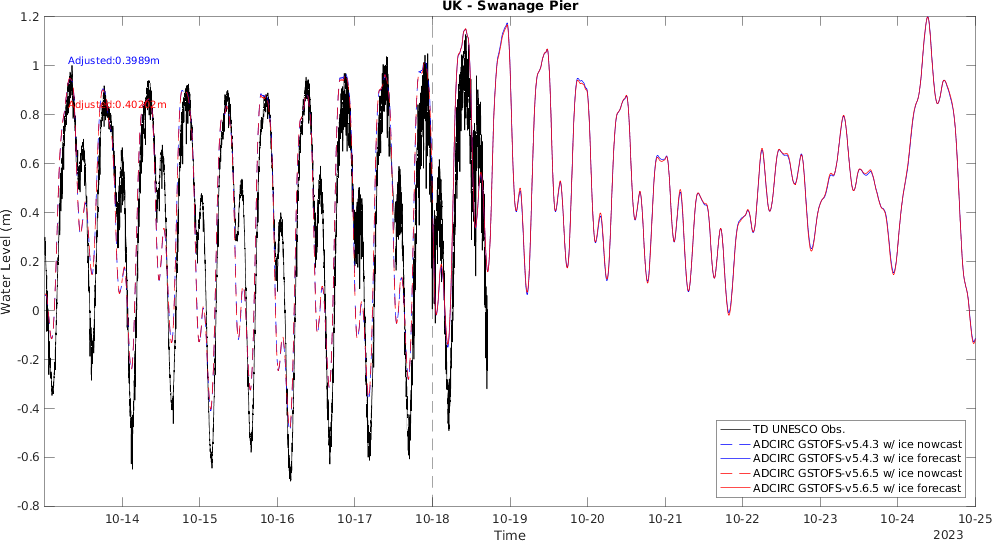 UK - Swanage Pier
1.2
1
0.8
0.6
0.4
0.2
0
-0.2
-0.4
-0.6
-0.8
Water Level (m)
Adjusted:0.3989m
TD UNESCO Obs.
ADCIRC GSTOFS-v5.4.3 w/ ice nowcast
ADCIRC GSTOFS-v5.4.3 w/ ice forecast
ADCIRC GSTOFS-v5.6.5 w/ ice nowcast
ADCIRC GSTOFS-v5.6.5 w/ ice forecast
10-14 10-15 10-16 10-17 10-18 10-19 10-20 10-21 10-22 10-23 10-24 10-25
Time
2023